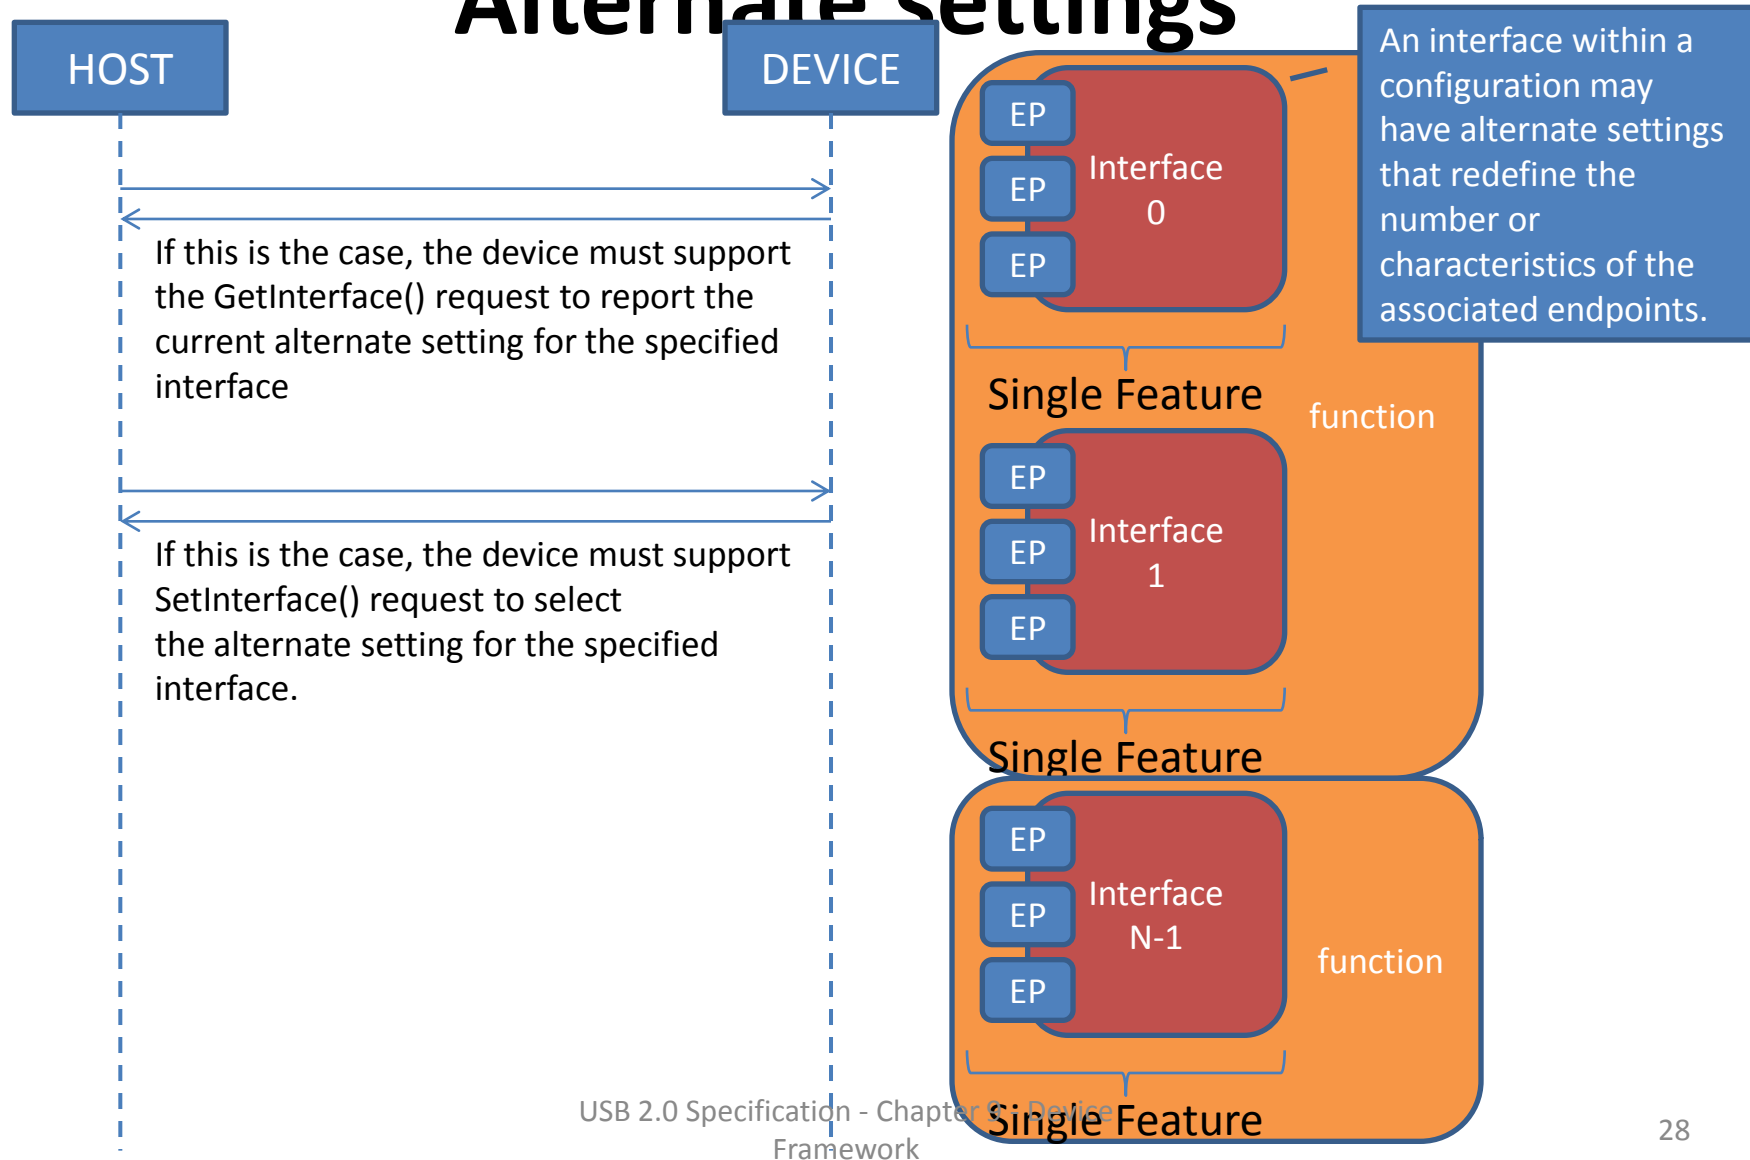 Alternate settings
HOST
DEVICE
If this is the case, the device must support
the GetInterface() request to report the
current alternate setting for the specified
interface
If this is the case, the device must support
SetInterface() request to select
the alternate setting for the specified
interface.
EP
EP
EP
Interface
0
Single Feature
function
An interface within a
configuration may
have alternate settings
that redefine the
number or
characteristics of the
associated endpoints.
EP
EP
EP
Interface
1
Single Feature
EP
EP
EP
Interface
N-1
function
Single Feature
USB 2.0 Specification - Chapter 9 - Device
Framework
28